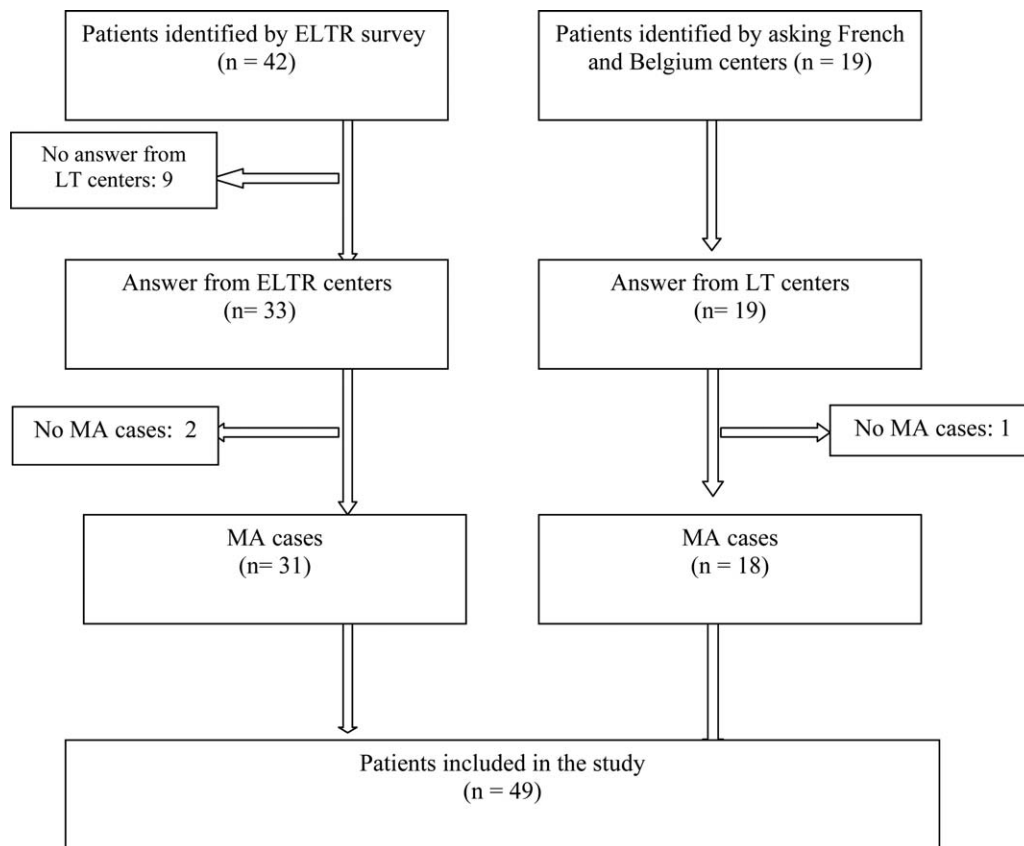 Patients identified by ELTR survey
(n = 42)
Patients identified by asking French
and Belgium centers (n = 19)
No answer from
LT centers: 9
Answer from ELTR centers
(n= 33)
Answer from LT centers
(n= 19)
No MA cases:  2
No MA cases: 1
MA cases
(n= 31)
MA cases
(n = 18)
Patients included in the study
(n = 49)